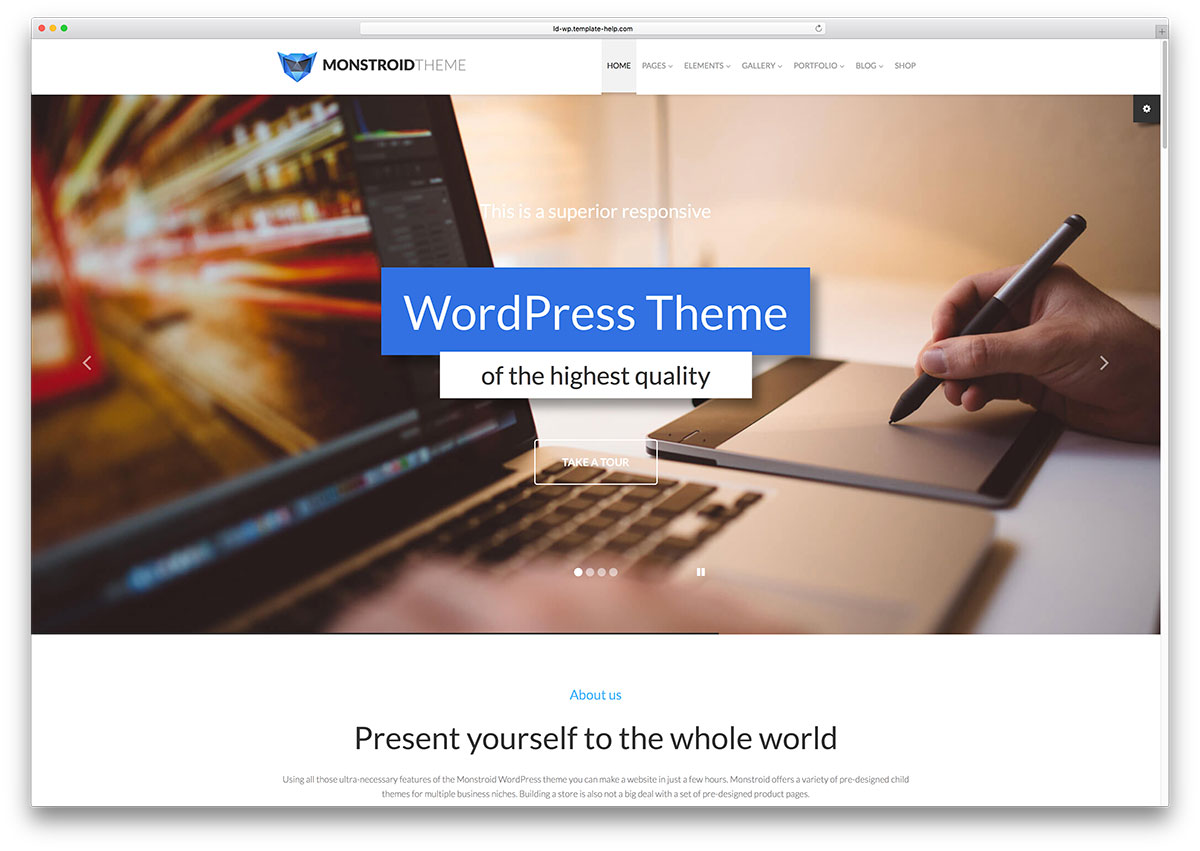 ld-wp.template-help.com
MONSTROIDTHEME
HOME PAGES ELEMENTS GALLERY PORTFOLIO BLOG SHOP
This is a superior responsive
WordPress Theme
of the highest quality
TAKE A TOUR
About us
Present yourself to the whole world
Using all those ultra-necessary features of the Monstroid WordPress theme you can make a website in just a few hours. Monstroid offers a variety of pre-designed child
themes for multiple business niches. Building a store is also not a big deal with a set of pre-designed product pages.